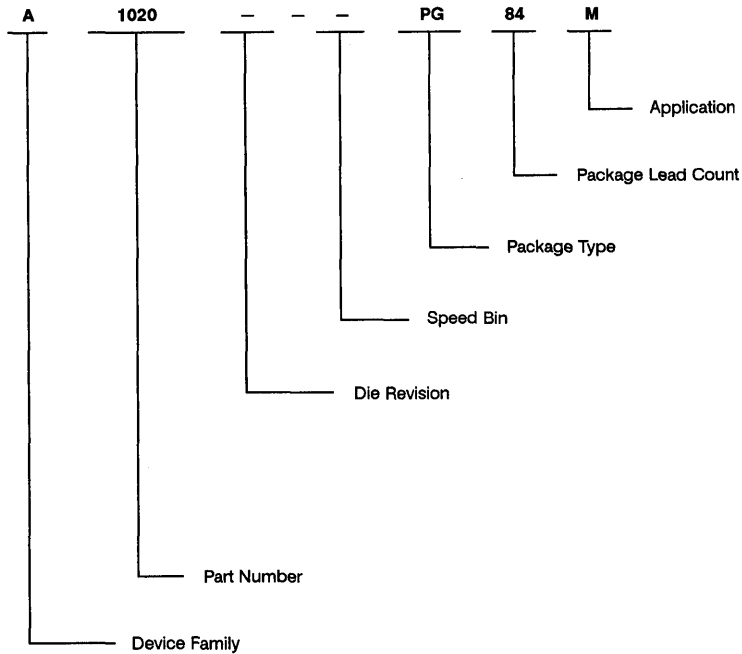 A 1020 – – – PG 84 M
Application
Package Lead Count
Package Type
Speed Bin
Die Revision
Part Number
Device Family